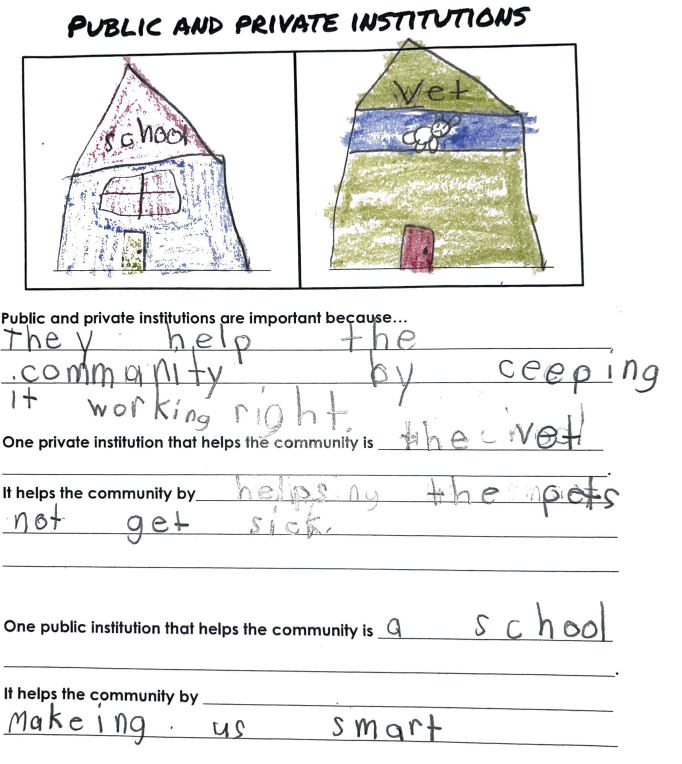 PUBLIC AND PRIVATE INSTITUTIONS
school
Vet
Public and private institutions are important because...
They help the
.commanity by ceeping
it working right.
One private institution that helps the community is the vet
.
It helps the community by helps the pets
not get sick.
One public institution that helps the community is a school
.
It helps the community by
Makeing. us smart